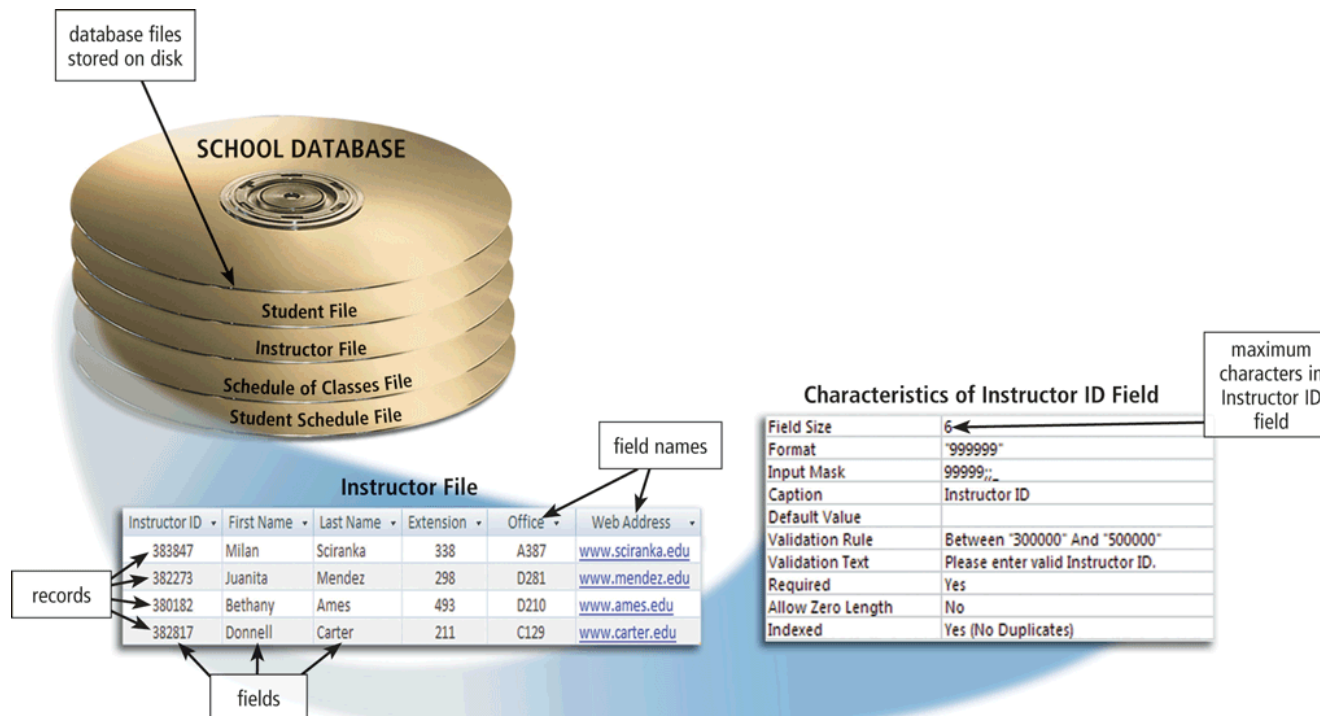 database files
stored on disk
SCHOOL DATABASE
Student File
Instructor File
Schedule of Classes File
Student Schedule File
field names
Instructor File
Instructor ID First Name Last Name Extension Office Web Address
383847 Milan Sciranka 338 A387 www.sciranka.edu
382273 Juanita Mendez 298 D281 www.mendez.edu
380182 Bethany Ames 493 D210 www.ames.edu
382817 Donnell Carter 211 C129 www.carter.edu
records
fields
maximum
characters in
Instructor ID
field
Characteristics of Instructor ID Field
Field Size 6
Format "999999"
Input Mask 99999;;_
Caption Instructor ID
Default Value
Validation Rule Between "300000" And "500000"
Validation Text Please enter valid Instructor ID.
Required Yes
Allow Zero Length No
Indexed Yes (No Duplicates)